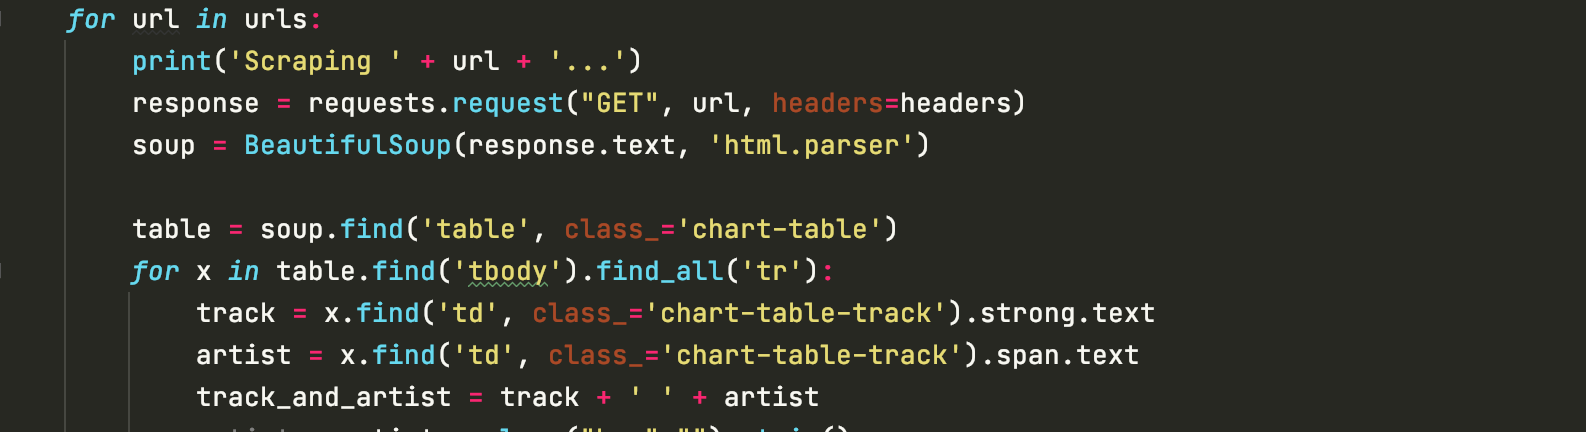 for url in urls:
print('Scraping ' + url + '...')
response = requests.request("GET", url, headers=headers)
soup = BeautifulSoup(response.text, 'html.parser')
table = soup.find('table', class_='chart-table')
for x in table.find('tbody').find_all('tr'):
track = x.find('td', class_='chart-table-track').strong.text
artist = x.find('td', class_='chart-table-track').span.text
track_and_artist = track + ' ' + artist